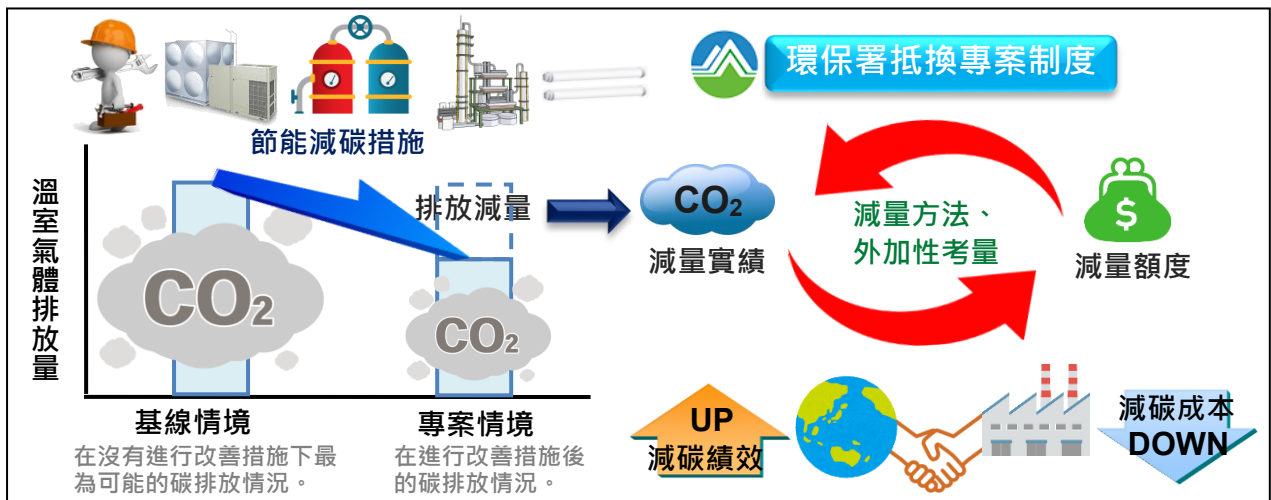 環保署抵換專案制度
節能減碳措施
溫室氣體排放量
CO2
排放減量
CO2
基線情境
在沒有進行改善措施下最
為可能的碳排放情況。
專案情境
在進行改善措施後
的碳排放情況。
CO2
減量實績
減量方法、
外加性考量
$
減量額度
UP
減碳績效
減碳成本
DOWN